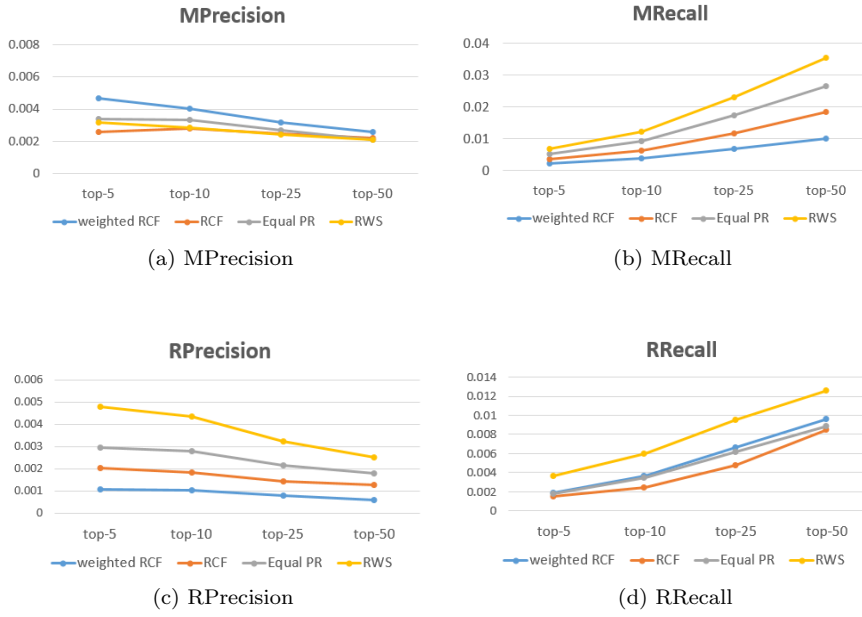 MPrecision
0.008
0.006
0.004
0.002
0
top-5 top-10 top-25 top-50
weighted RCF RCF Equal PR RWS
(a) MPrecision
MRecall
0.04
0.03
0.02
0.01
0
top-5 top-10 top-25 top-50
weighted RCF RCF Equal PR RWS
(b) MRecall
RPrecision
0.006
0.005
0.004
0.003
0.002
0.001
0
top-5 top-10 top-25 top-50
weighted RCF RCF Equal PR RWS
(c) RPrecision
RRecall
0.014
0.012
0.01
0.008
0.006
0.004
0.002
0
top-5 top-10 top-25 top-50
weighted RCF RCF Equal PR RWS
(d) RRecall